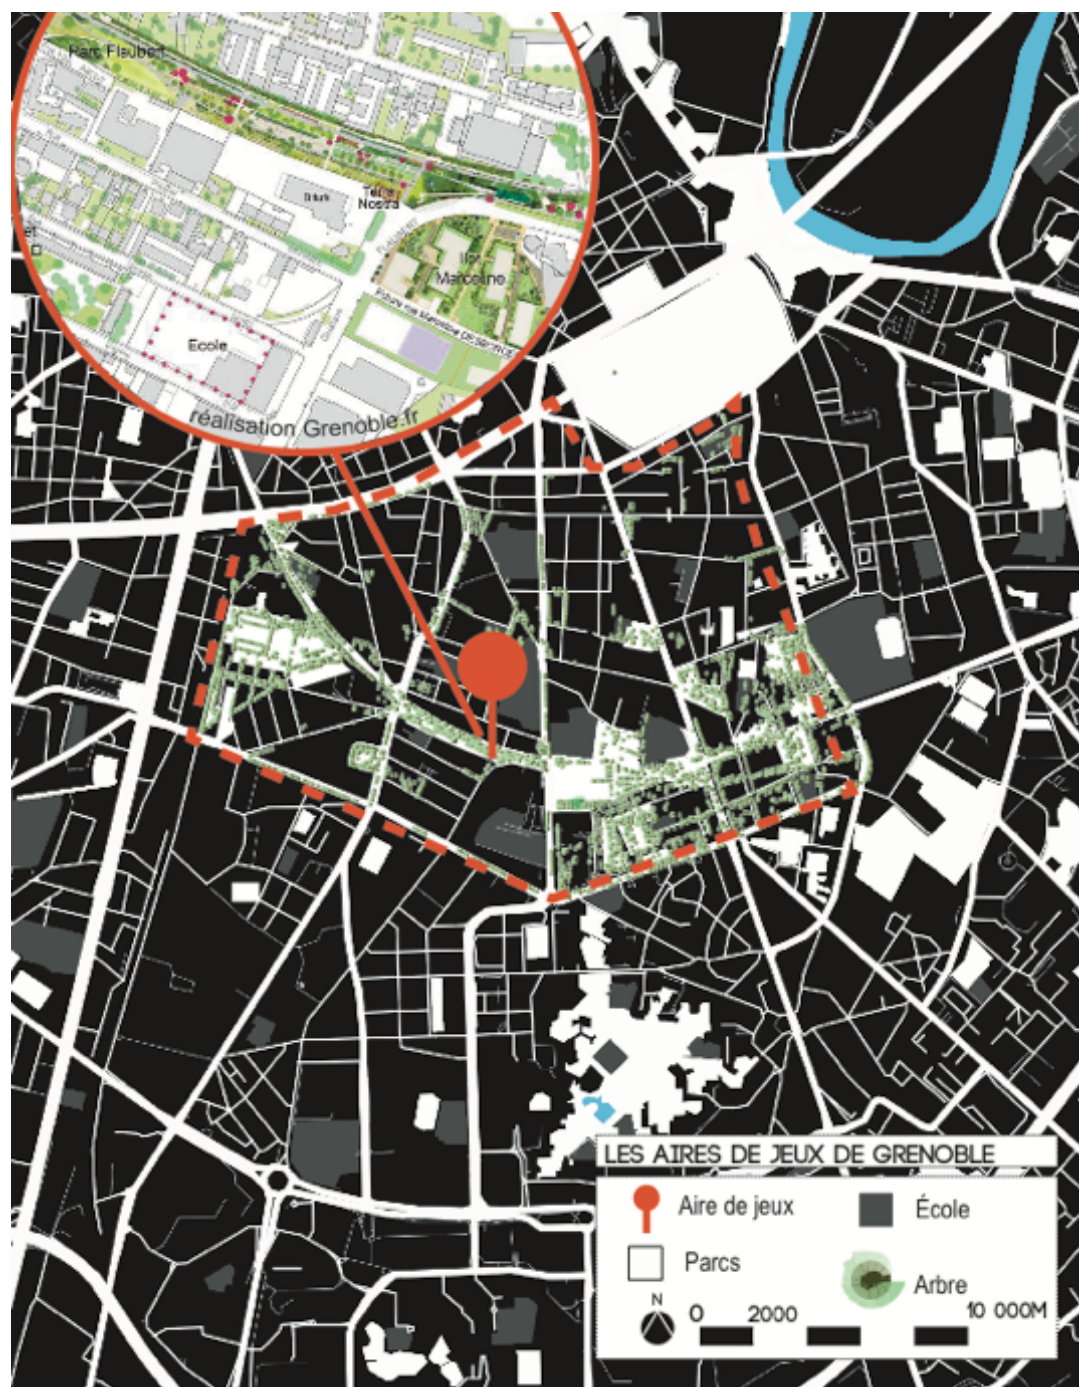 Parc Flaubert
Terra
Nostra
Ilot
Marceline
Ecole
réalisation Grenoble.fr
LES AIRES DE JEUX DE GRENOBLE
Aire de jeux
École
Parcs
Arbre
N
0 2000 10 000M